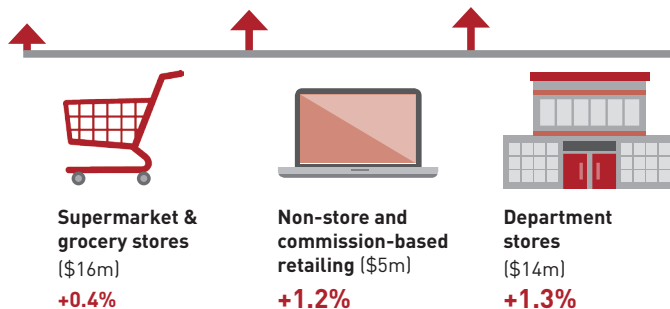 Supermarket &
grocery stores
($16m)
+0.4%
Non-store and
commission-based
retailing ($5m)
+1.2%
Department
stores
($14m)
+1.3%